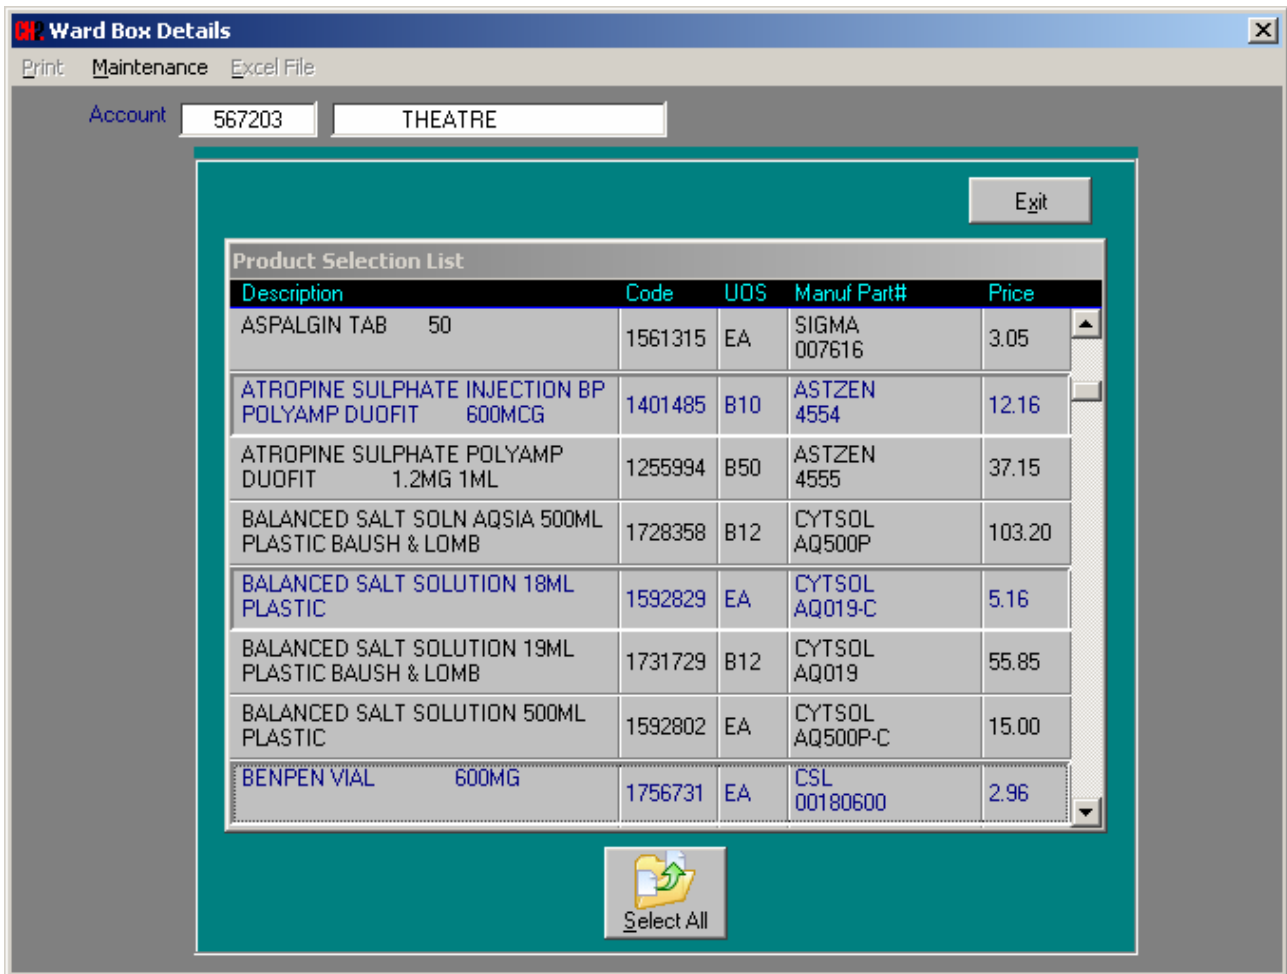 CH2 Ward Box Details
Print Maintenance Excel File
Account 567203 THEATRE
Exit
Product Selection List
Description Code UOS Manuf Part# Price
ASPALGIN TAB 50 1561315 EA SIGMA 007616 3.05
ATROPINE SULPHATE INJECTION BP
POLYAMP DUOFIT 600MCG 1401485 B10 ASTZEN 4554 12.16
ATROPINE SULPHATE POLYAMP
DUOFIT 1.2MG 1ML 1255994 B50 ASTZEN 4555 37.15
BALANCED SALT SOLN AQSIA 500ML
PLASTIC BAUSH & LOMB 1728358 B12 CYTSOL AQ500P 103.20
BALANCED SALT SOLUTION 18ML
PLASTIC 1592829 EA CYTSOL AQ019-C 5.16
BALANCED SALT SOLUTION 19ML
PLASTIC BAUSH & LOMB 1731729 B12 CYTSOL AQ019 55.85
BALANCED SALT SOLUTION 500ML
PLASTIC 1592802 EA CYTSOL AQ500P-C 15.00
BENPEN VIAL 600MG 1756731 EA CSL 00180600 2.96
Select All